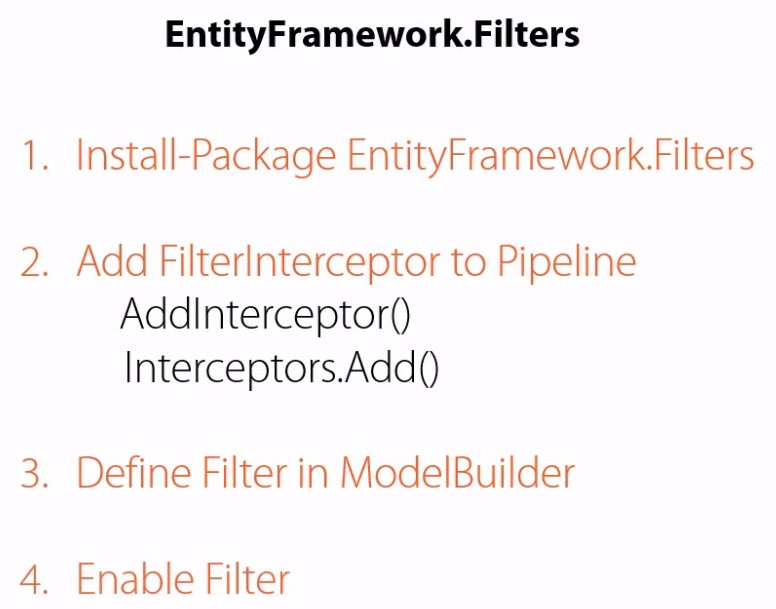 EntityFramework.Filters
1. Install-Package EntityFramework.Filters
2. Add FilterInterceptor to Pipeline
AddInterceptor()
Interceptors.Add()
3. Define Filter in ModelBuilder
4. Enable Filter